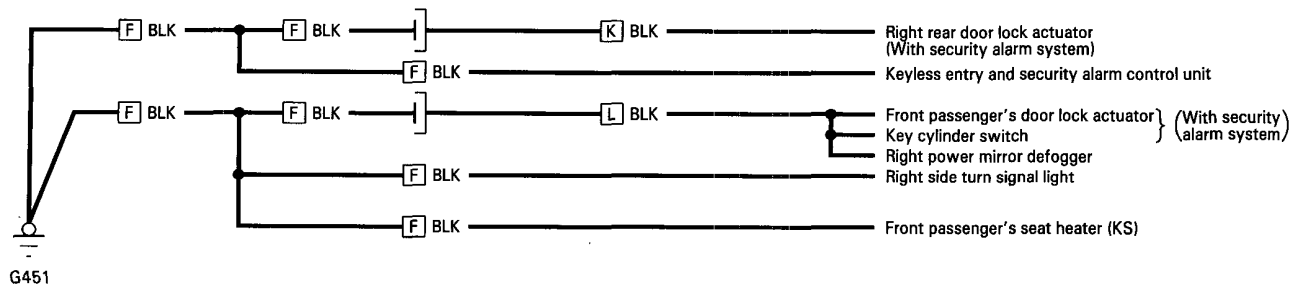 F BLK F BLK K BLK Right rear door lock actuator
(With security alarm system)
F BLK Keyless entry and security alarm control unit
F BLK F BLK L BLK Front passenger's door lock actuator } (With security
Key cylinder switch alarm system)
Right power mirror defogger
F BLK Right side turn signal light
F BLK Front passenger's seat heater (KS)
G451